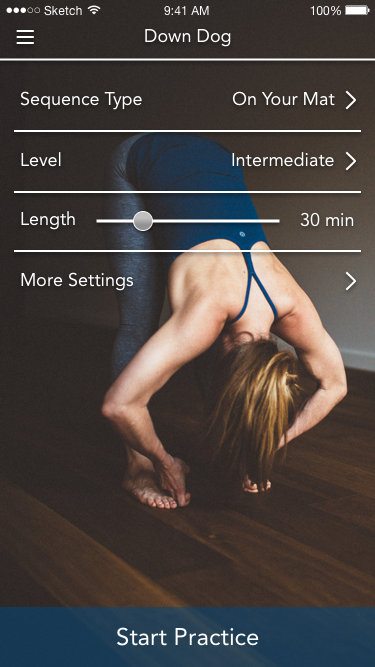 Sketch 9:41 AM 100%
Down Dog
Sequence Type On Your Mat
Level Intermediate
Length 30 min
More Settings
Start Practice